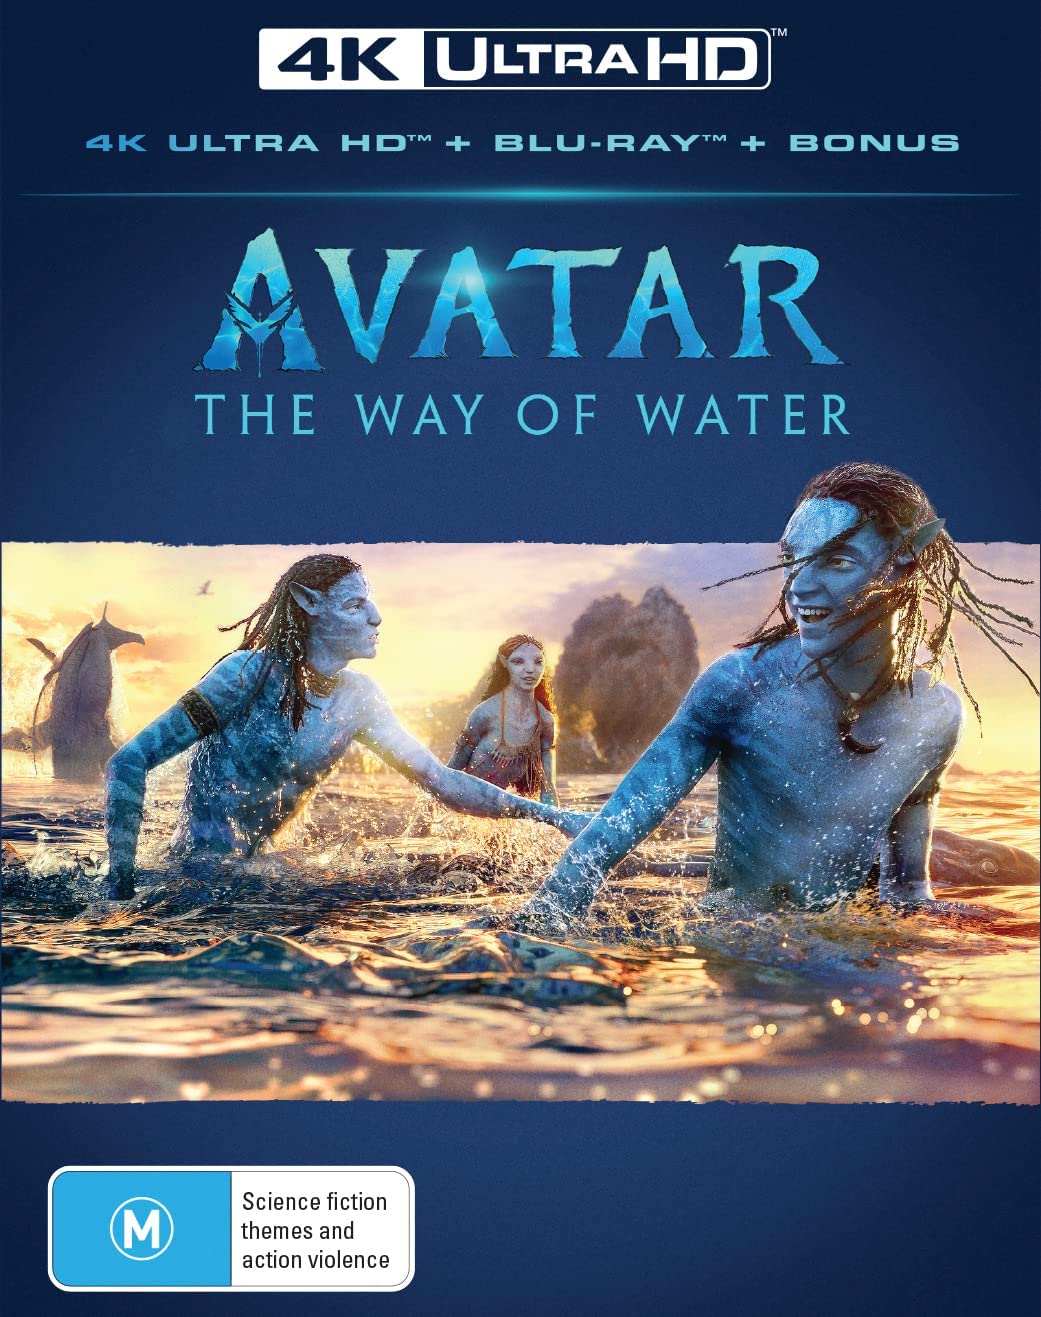 4K ULTRA HD™
4K ULTRA HD™ + BLU-RAY™ + BONUS
AVATAR
THE WAY OF WATER
M
Science fiction
themes and
action violence